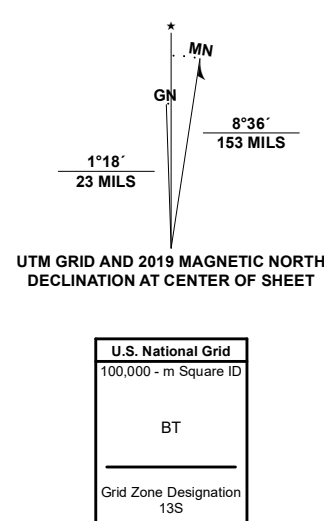 ★
MN
GN
8°36´
153 MILS
1°18´
23 MILS
UTM GRID AND 2019 MAGNETIC NORTH
DECLINATION AT CENTER OF SHEET
U.S. National Grid
100,000 - m Square ID
BT
Grid Zone Designation
13S